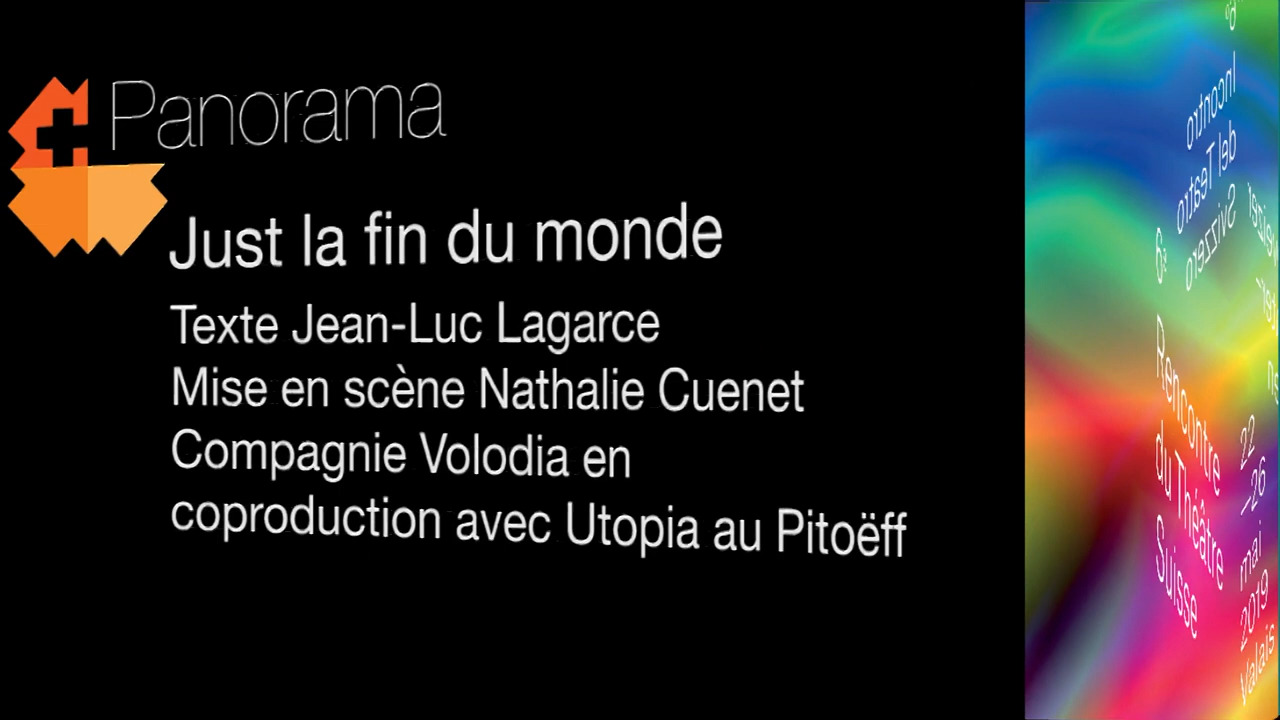 Panorama
Just la fin du monde
Texte Jean-Luc Lagarce
Mise en scène Nathalie Cuenet
Compagnie Volodia en
coproduction avec Utopia au Pitoëff
Incontro
del Teatro
Svizzero
Rencontre
du Théâtre
Suisse
22
–26
mai
2019
Valais